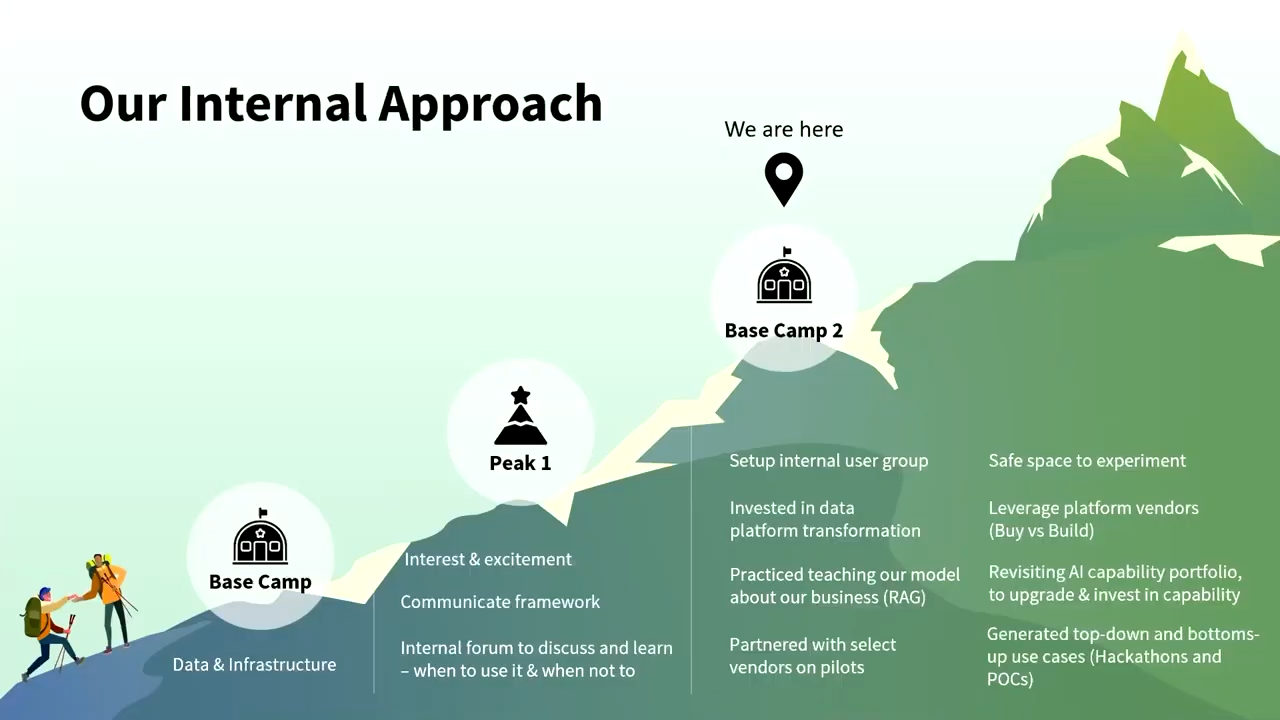 Our Internal Approach
We are here
Base Camp 2
Peak 1
Base Camp
Data & Infrastructure
Interest & excitement
Communicate framework
Internal forum to discuss and learn
– when to use it & when not to
Setup internal user group
Invested in data
platform transformation
Practiced teaching our model
about our business (RAG)
Partnered with select
vendors on pilots
Safe space to experiment
Leverage platform vendors
(Buy vs Build)
Revisiting AI capability portfolio,
to upgrade & invest in capability
Generated top-down and bottoms-
up use cases (Hackathons and
POCs)